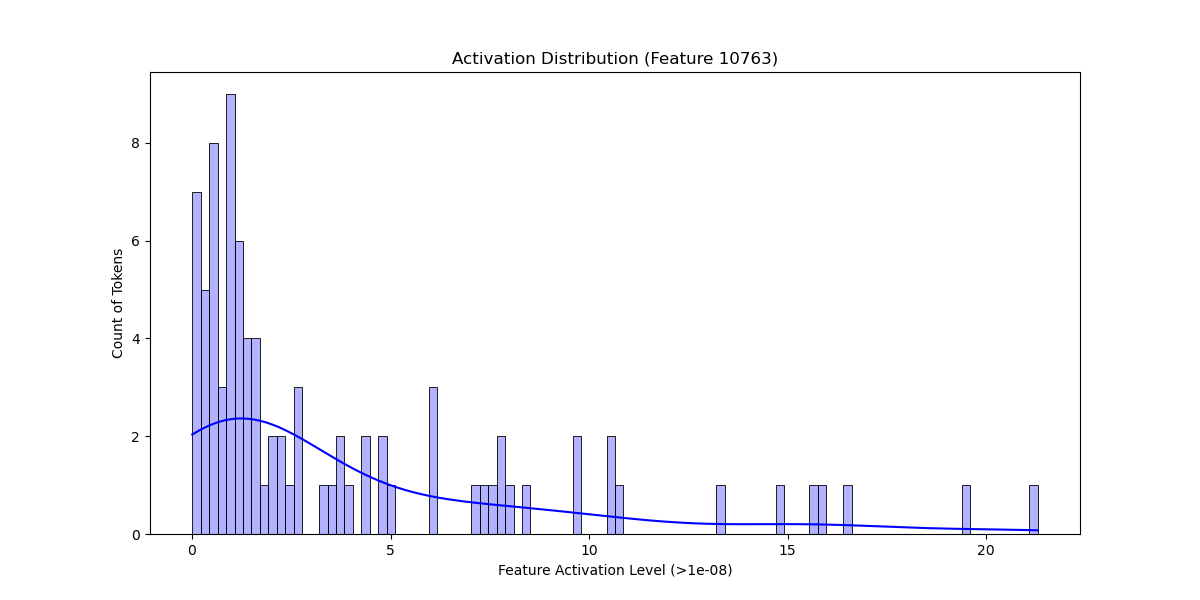 Activation Distribution (Feature 10763)
Count of Tokens
8
6
4
2
0
0 5 10 15 20
Feature Activation Level (>1e-08)